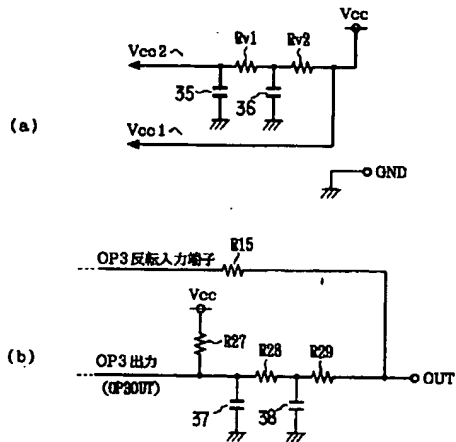 Vcc
Rv1 Rv2
Vcc2へ
35 36
(a)
Vcc1へ
GND
OP3反転入力端子 R15
Vcc
R27
(b)
OP3出力 R28 R29
(OP3OUT)
OUT
37 38